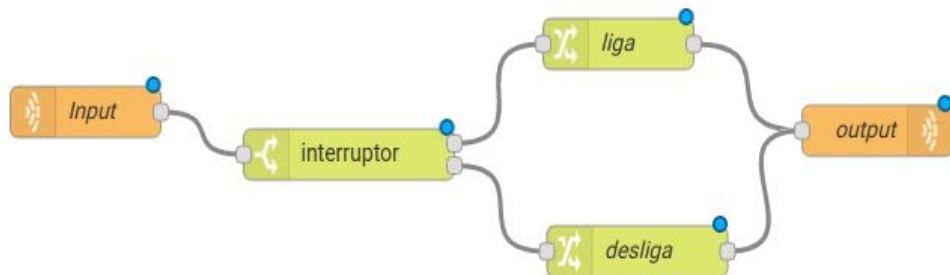 Input
interruptor
liga
desliga
output